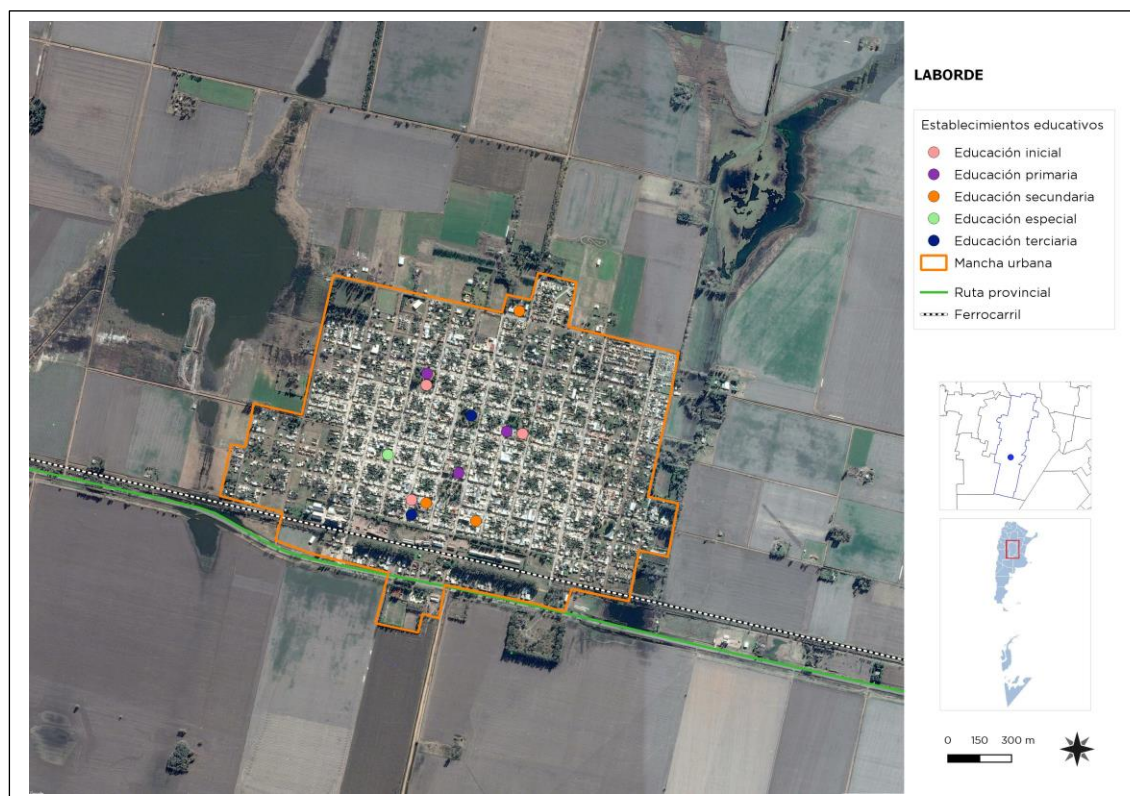 LABORDE
Establecimientos educativos
Educación inicial
Educación primaria
Educación secundaria
Educación especial
Educación terciaria
Mancha urbana
Ruta provincial
Ferrocarril
0 150 300 m